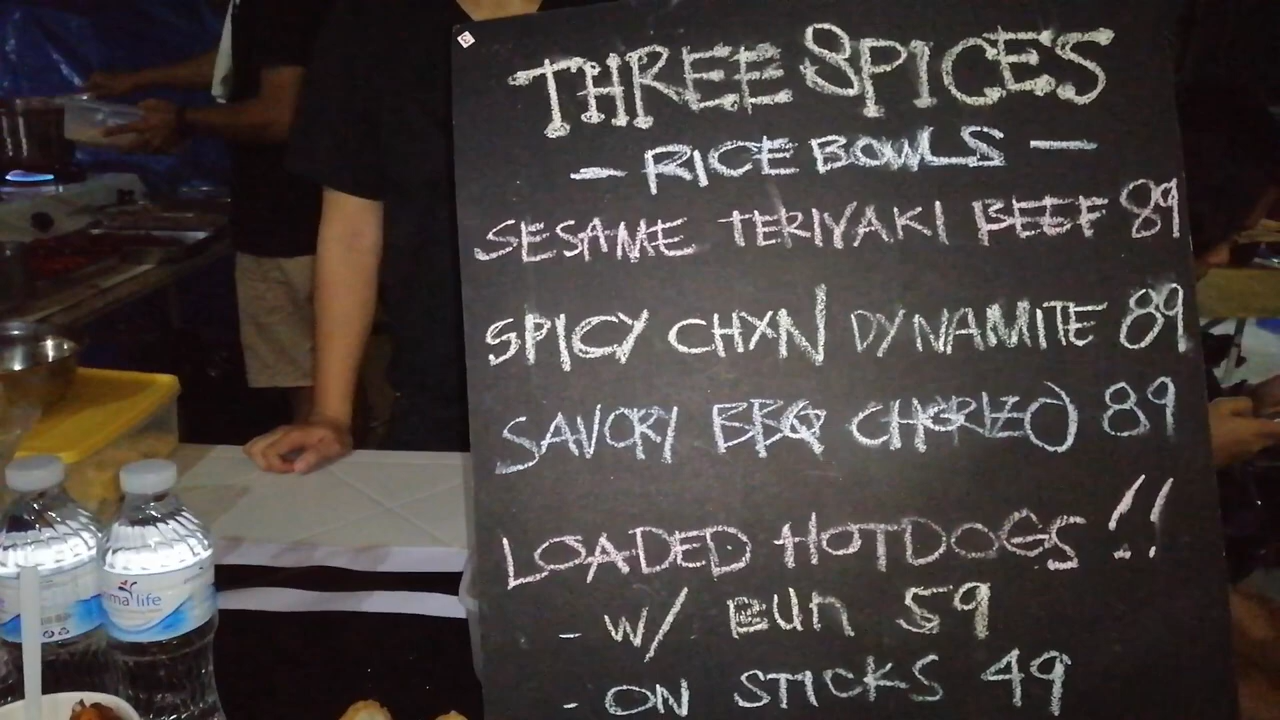 THREE SPICES
- RICE BOWLS -
SESAME TERIYAKI BEEF 89
SPICY CHXN DYNAMITE 89
SAVORY BBQ CHORIZO 89
LOADED HOTDOGS !!
- W/ BUN 59
- ON STICKS 49
life